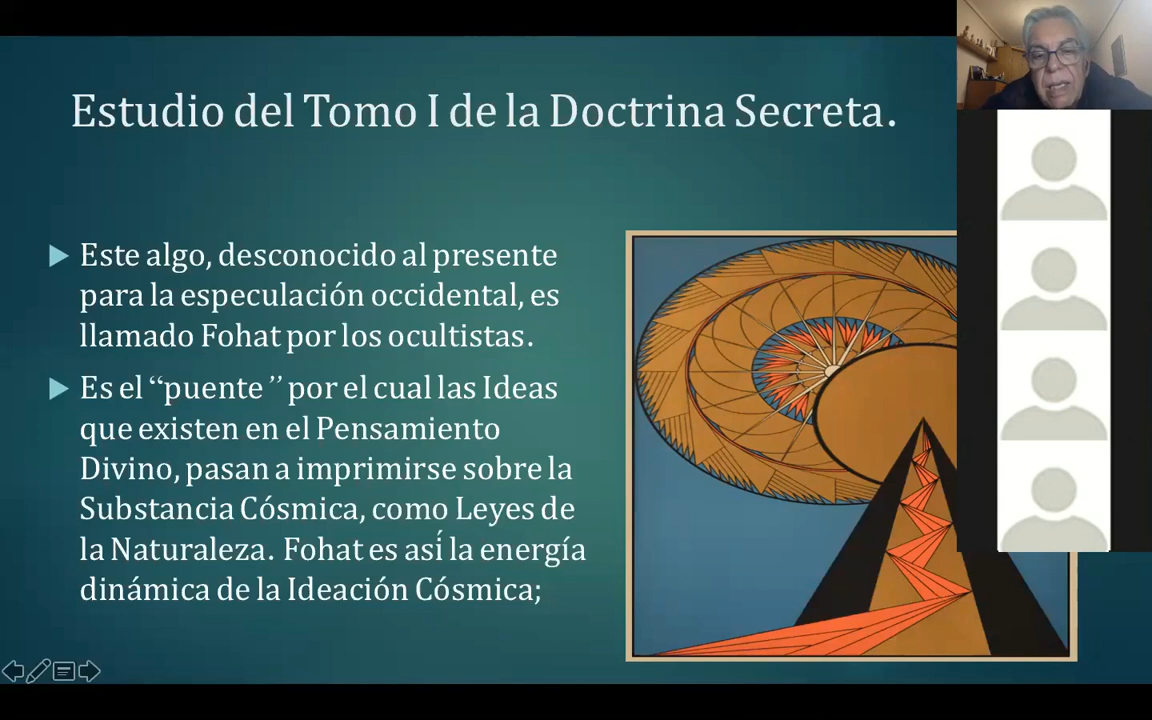 Estudio del Tomo I de la Doctrina Secreta.
Este algo, desconocido al presente
para la especulación occidental, es
llamado Fohat por los ocultistas.
Es el “puente ” por el cual las Ideas
que existen en el Pensamiento
Divino, pasan a imprimirse sobre la
Substancia Cósmica, como Leyes de
la Naturaleza. Fohat es así la energía
dinámica de la Ideación Cósmica;